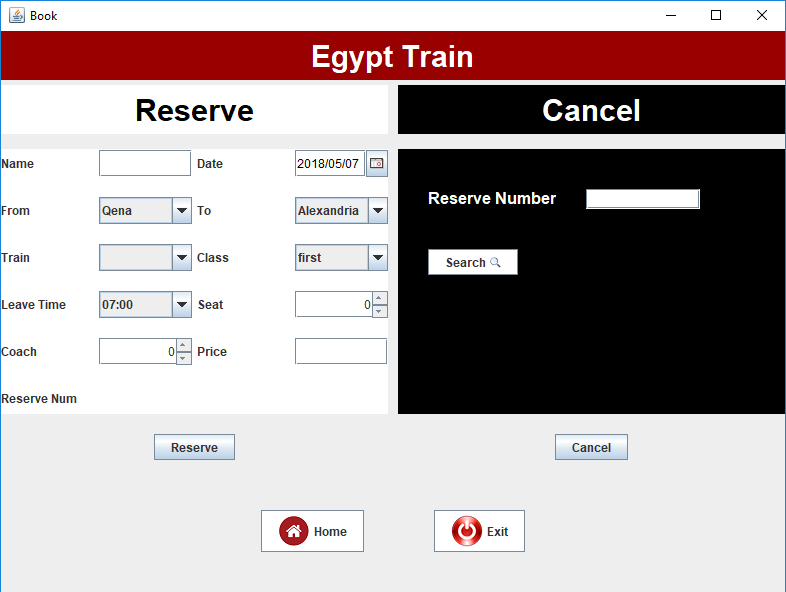 Book
Egypt Train
Reserve
Name Date 2018/05/07
From Qena To Alexandria
Train Class first
Leave Time 07:00 Seat 0
Coach 0 Price
Reserve Num
Reserve
Cancel
Reserve Number
Search
Cancel
Home Exit